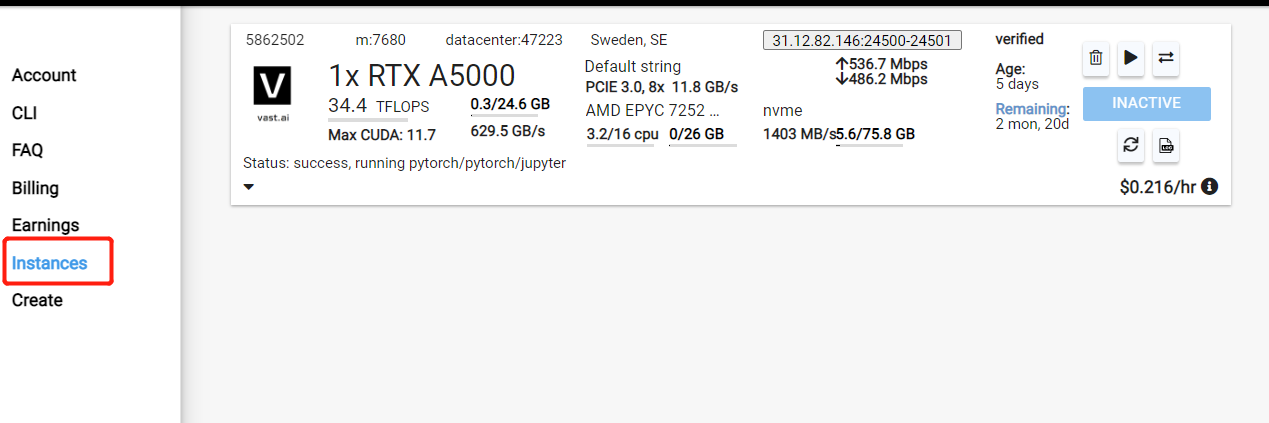 Account
CLI
FAQ
Billing
Earnings
Instances
Create
5862502 m:7680 datacenter:47223 Sweden, SE 31.12.82.146:24500-24501 verified
V
vast.ai
1x RTX A5000
34.4 TFLOPS 0.3/24.6 GB
Max CUDA: 11.7 629.5 GB/s
Default string
PCIE 3.0, 8x 11.8 GB/s
AMD EPYC 7252 ...
3.2/16 cpu 0/26 GB
↑536.7 Mbps
↓486.2 Mbps
nvme
1403 MB/s 5.6/75.8 GB
Age:
5 days
Remaining:
2 mon, 20d
INACTIVE
LOG
Status: success, running pytorch/pytorch/jupyter
$0.216/hr